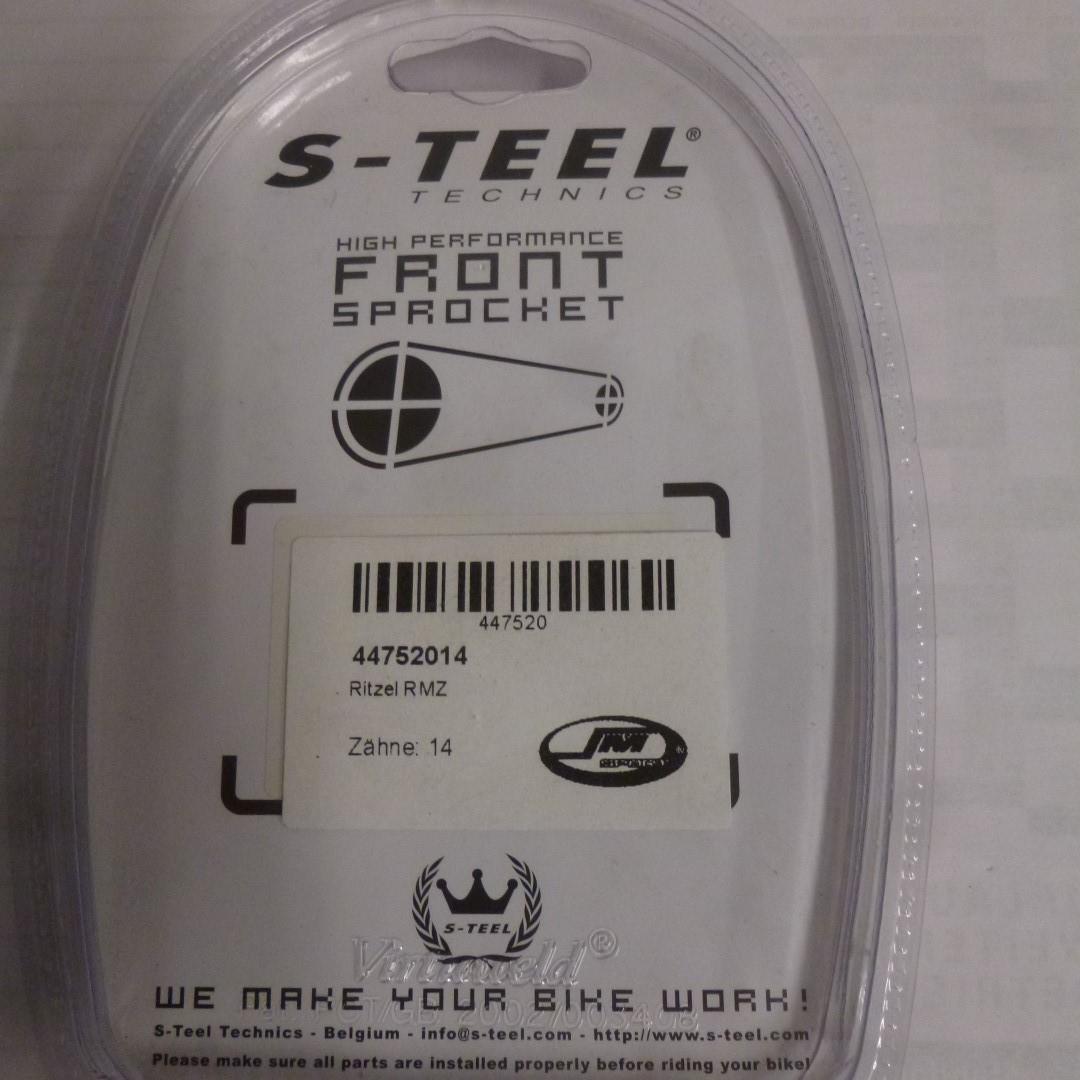 S-TEEL®
TECHNICS
HIGH PERFORMANCE
FRONT
SPROCKET
447520
44752014
Ritzel RMZ
Zähne: 14
S-TEEL
WE MAKE YOUR BIKE WORK!
S-Teel Technics - Belgium - info@s-teel.com - http://www.s-teel.com
Please make sure all parts are installed properly before riding your bike!